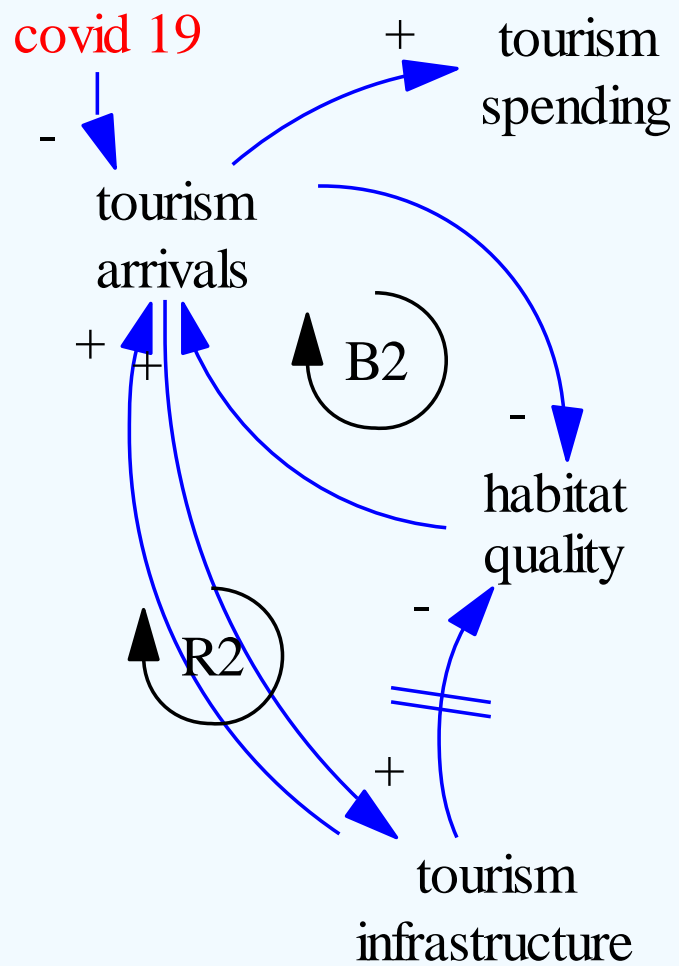 covid 19
+
tourism
spending
-
tourism
arrivals
+
+
B2
-
habitat
quality
-
R2
+
tourism
infrastructure